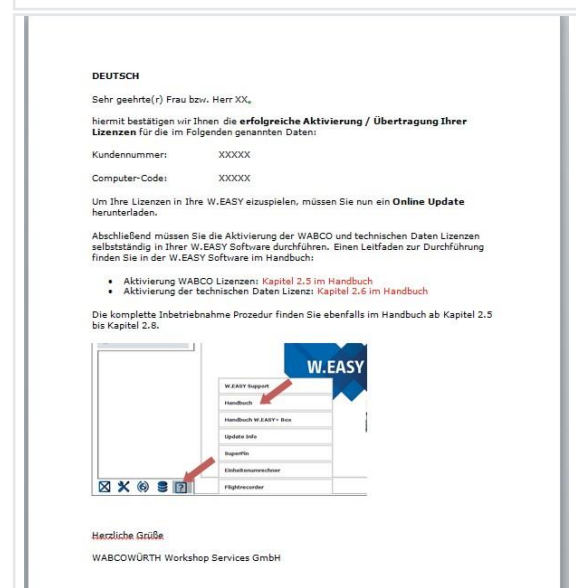 DEUTSCH
Sehr geehrte(r) Frau bzw. Herr XX,
hiermit bestätigen wir Ihnen die erfolgreiche Aktivierung / Übertragung Ihrer
Lizenzen für die im Folgenden genannten Daten:
Kundennummer: XXXXX
Computer-Code: XXXXX
Um Ihre Lizenzen in Ihre W.EASY eizuspielen, müssen Sie nun ein Online Update
herunterladen.
Abschließend müssen Sie die Aktivierung der WABCO und technischen Daten Lizenzen
selbstständig in Ihrer W.EASY Software durchführen. Einen Leitfaden zur Durchführung
finden Sie in der W.EASY Software im Handbuch:
• Aktivierung WABCO Lizenzen: Kapitel 2.5 im Handbuch
• Aktivierung der technischen Daten Lizenz: Kapitel 2.6 im Handbuch
Die komplette Inbetriebnahme Prozedur finden Sie ebenfalls im Handbuch ab Kapitel 2.5
bis Kapitel 2.8.
W.EASY
W.EASY Support
Handbuch
Handbuch W.EASY+ Box
Update Info
SuperPin
Einheitenumrechner
Flightrecorder
?
Herzliche Grüße
WABCOWÜRTH Workshop Services GmbH